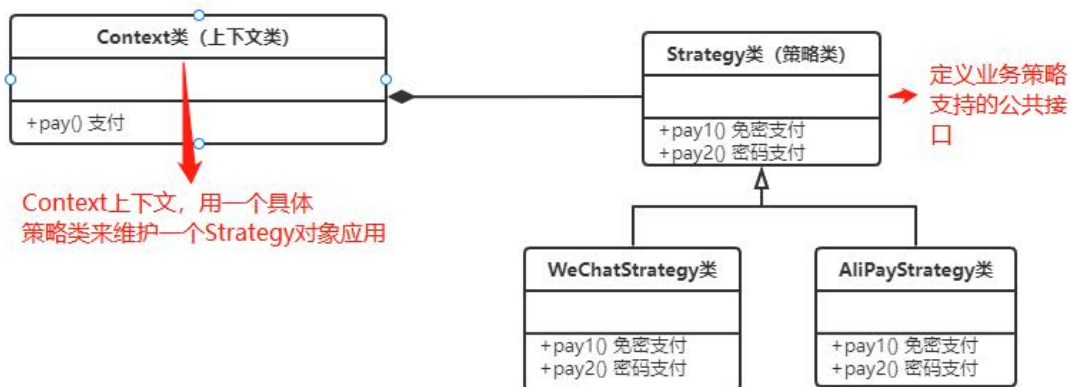 Context类（上下文类）
+pay() 支付
Context上下文，用一个具体
策略类来维护一个Strategy对象应用
Strategy类（策略类）
+pay1() 免密支付
+pay2() 密码支付
定义业务策略
支持的公共接
口
WeChatStrategy类
+pay1() 免密支付
+pay2() 密码支付
AliPayStrategy类
+pay1() 免密支付
+pay2() 密码支付